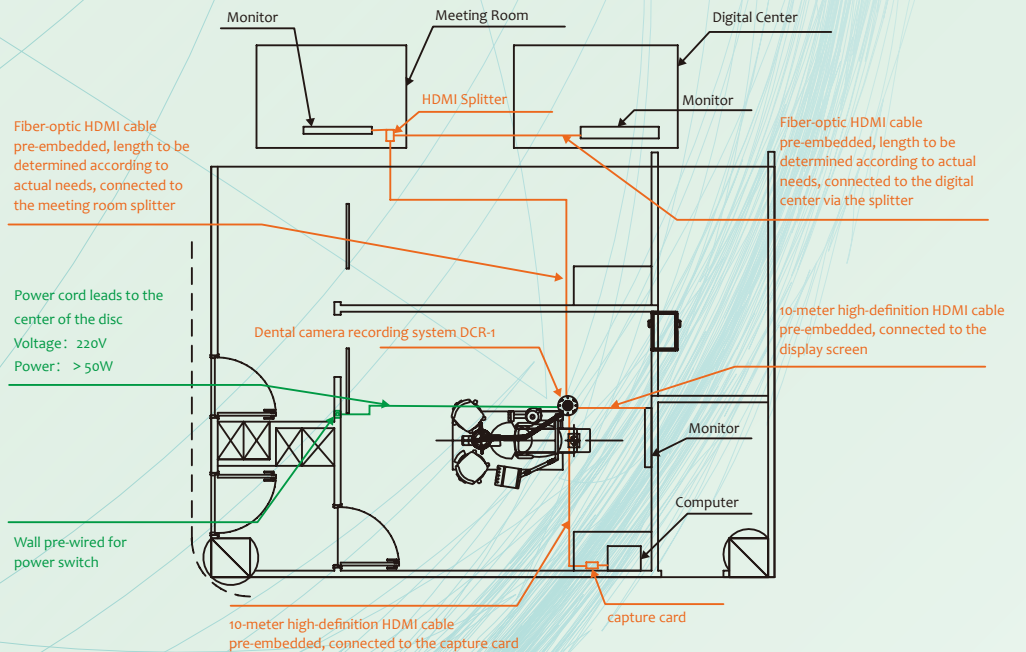 Monitor
Meeting Room
Digital Center
HDMI Splitter
Monitor
Fiber-optic HDMI cable
pre-embedded, length to be
determined according to
actual needs, connected to
the meeting room splitter
Fiber-optic HDMI cable
pre-embedded, length to be
determined according to actual
needs, connected to the digital
center via the splitter
Power cord leads to the
center of the disc
Voltage：220V
Power： > 50W
Dental camera recording system DCR-1
10-meter high-definition HDMI cable
pre-embedded, connected to the
display screen
Monitor
Computer
Wall pre-wired for
power switch
10-meter high-definition HDMI cable
pre-embedded, connected to the capture card
capture card